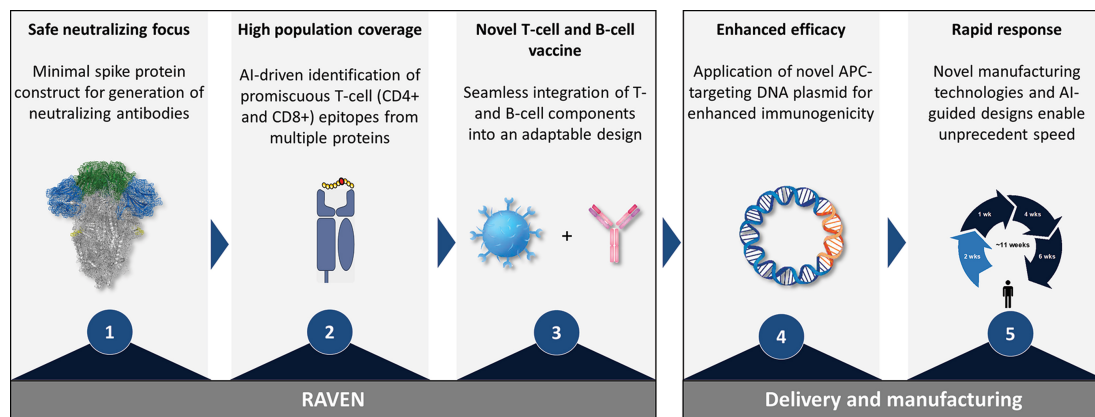 Safe neutralizing focus
Minimal spike protein
construct for generation of
neutralizing antibodies
1
High population coverage
AI-driven identification of
promiscuous T-cell (CD4+
and CD8+) epitopes from
multiple proteins
2
Novel T-cell and B-cell
vaccine
Seamless integration of T-
and B-cell components
into an adaptable design
+
3
RAVEN
Enhanced efficacy
Application of novel APC-
targeting DNA plasmid for
enhanced immunogenicity
4
Rapid response
Novel manufacturing
technologies and AI-
guided designs enable
unprecedent speed
1 wk
4 wks
~11 weeks
2 wks
6 wks
5
Delivery and manufacturing